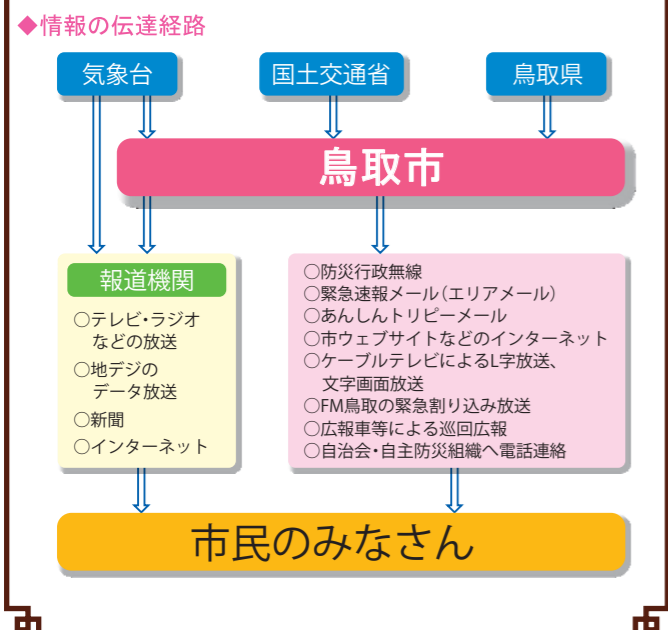 ◆情報の伝達経路
気象台
国土交通省
鳥取県
鳥取市
報道機関
○テレビ・ラジオ
などの放送
○地デジの
データ放送
○新聞
○インターネット
○防災行政無線
○緊急速報メール(エリアメール)
○あんしんトリピーメール
○市ウェブサイトなどのインターネット
○ケーブルテレビによるL字放送、
文字画面放送
○FM鳥取の緊急割り込み放送
○広報車等による巡回広報
○自治会・自主防災組織へ電話連絡
市民のみなさん